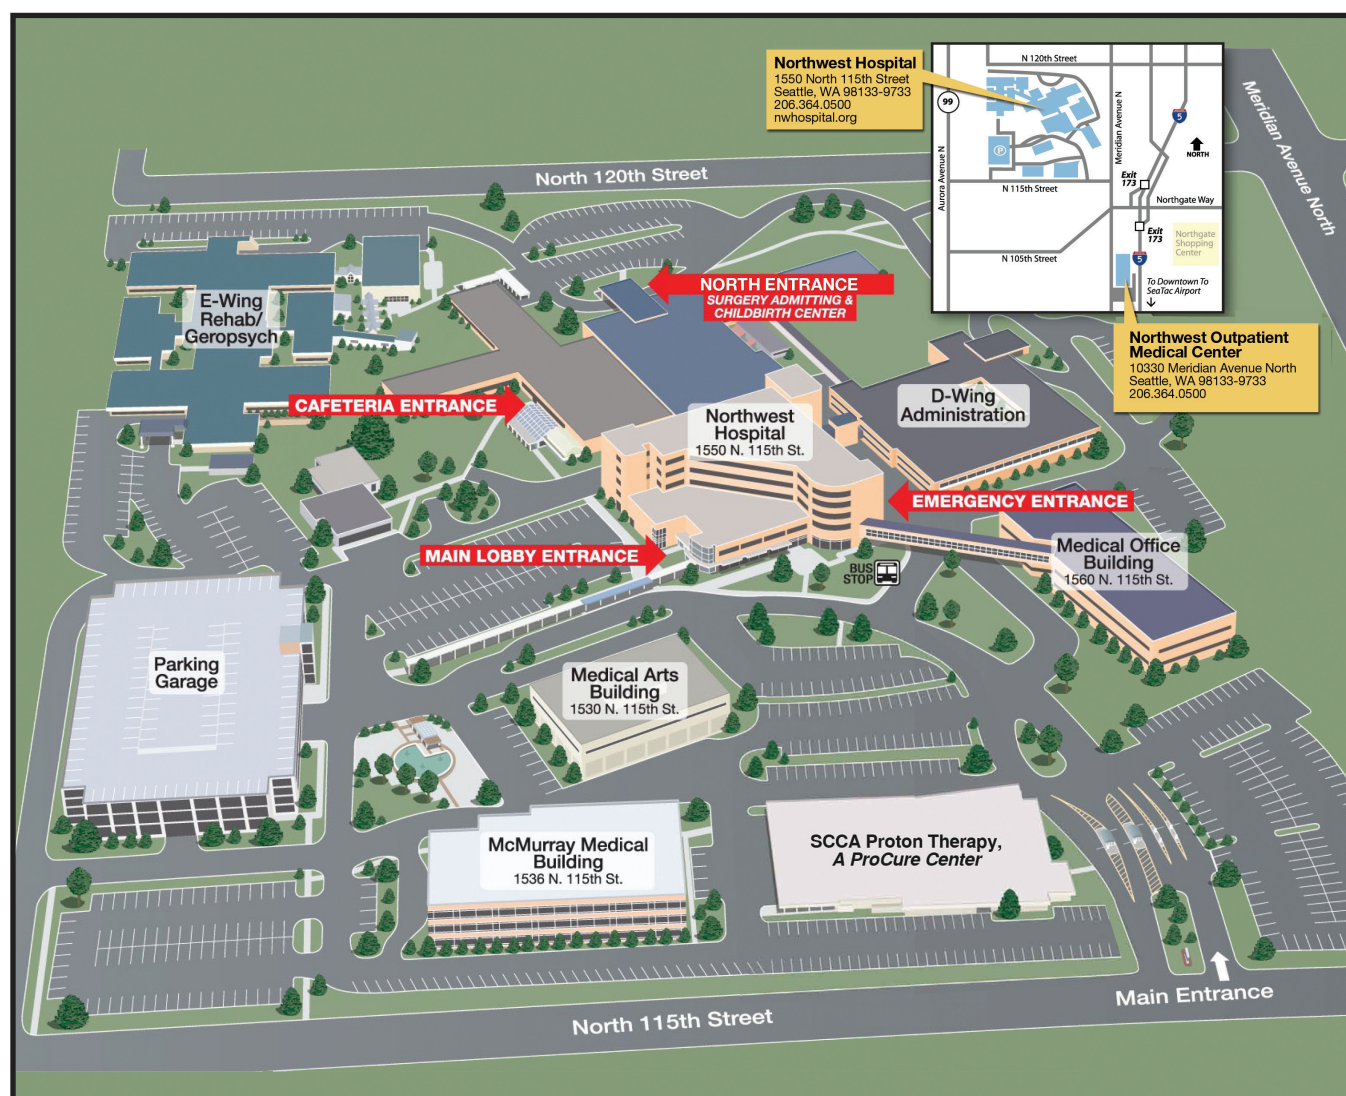 Northwest Hospital
1550 North 115th Street
Seattle, WA 98133-9733
206.364.0500
nwhospital.org
N 120th Street
99
Aurora Avenue N
Meridian Avenue N
5
NORTH
P
Exit
173
N 115th Street
Northgate Way
Exit
173
Northgate
Shopping
Center
N 105th Street
5
To Downtown To
SeaTac Airport
Northwest Outpatient
Medical Center
10330 Meridian Avenue North
Seattle, WA 98133-9733
206.364.0500
Meridian Avenue North
North 120th Street
E-Wing
Rehab/
Geropsych
NORTH ENTRANCE
SURGERY ADMITTING &
CHILDBIRTH CENTER
CAFETERIA ENTRANCE
Northwest
Hospital
1550 N. 115th St.
D-Wing
Administration
EMERGENCY ENTRANCE
MAIN LOBBY ENTRANCE
BUS
STOP
Medical Office
Building
1560 N. 115th St.
Parking
Garage
Medical Arts
Building
1530 N. 115th St.
McMurray Medical
Building
1536 N. 115th St.
SCCA Proton Therapy,
A ProCure Center
Main Entrance
North 115th Street